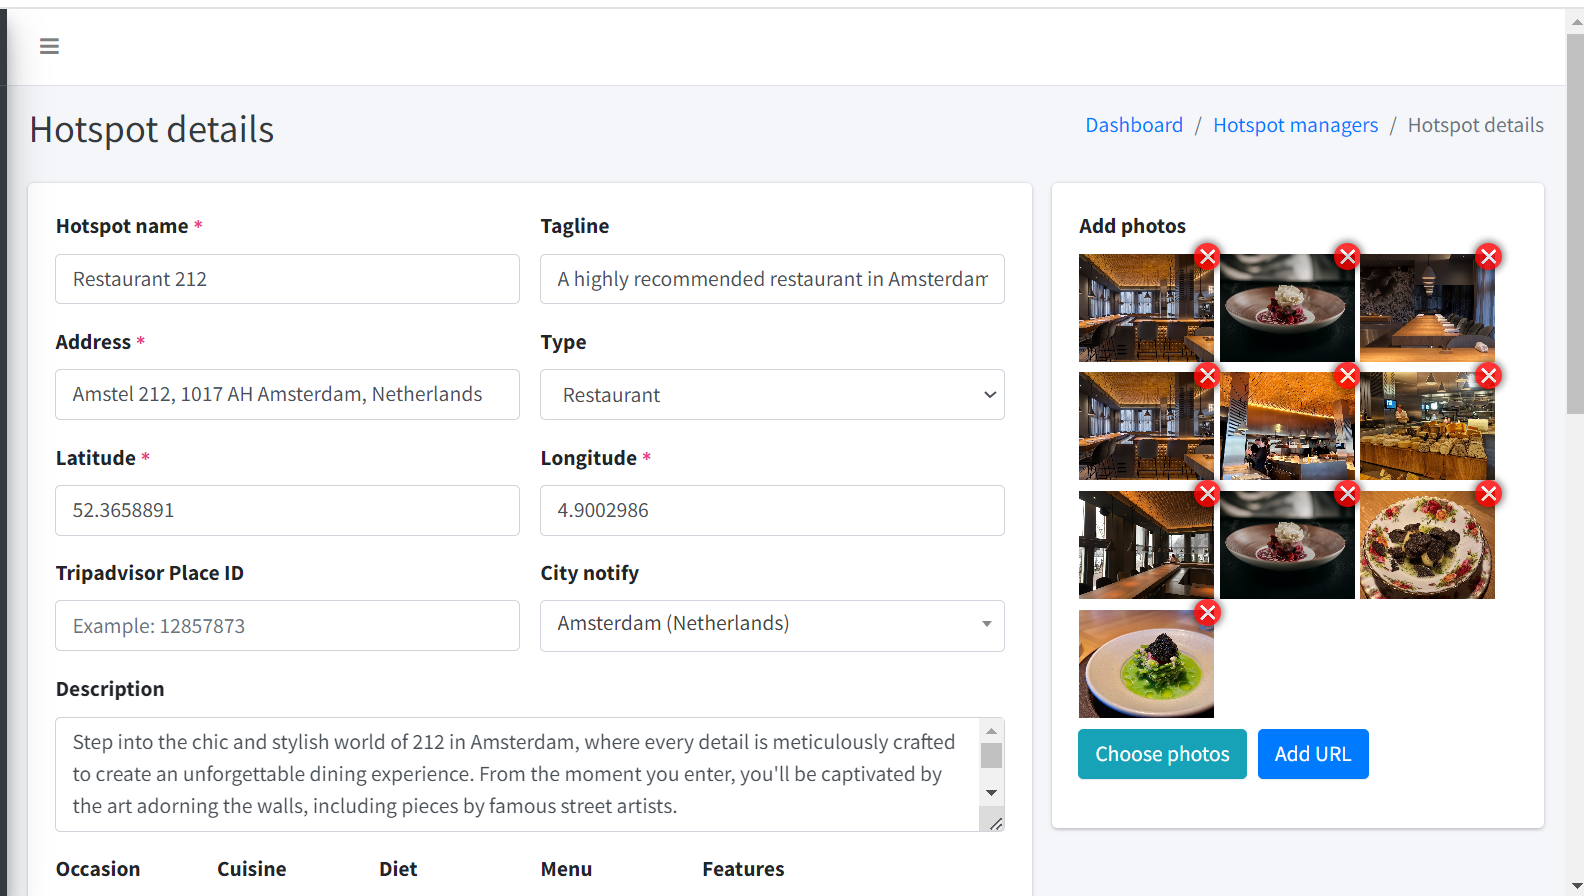 Hotspot details
Dashboard / Hotspot managers / Hotspot details
Hotspot name *
Tagline
Restaurant 212
A highly recommended restaurant in Amsterdam
Address *
Type
Amstel 212, 1017 AH Amsterdam, Netherlands
Restaurant
Latitude *
Longitude *
52.3658891
4.9002986
Tripadvisor Place ID
City notify
Example: 12857873
Amsterdam (Netherlands)
Description
Step into the chic and stylish world of 212 in Amsterdam, where every detail is meticulously crafted
to create an unforgettable dining experience. From the moment you enter, you'll be captivated by
the art adorning the walls, including pieces by famous street artists.
Occasion
Cuisine
Diet
Menu
Features
Add photos
Choose photos
Add URL